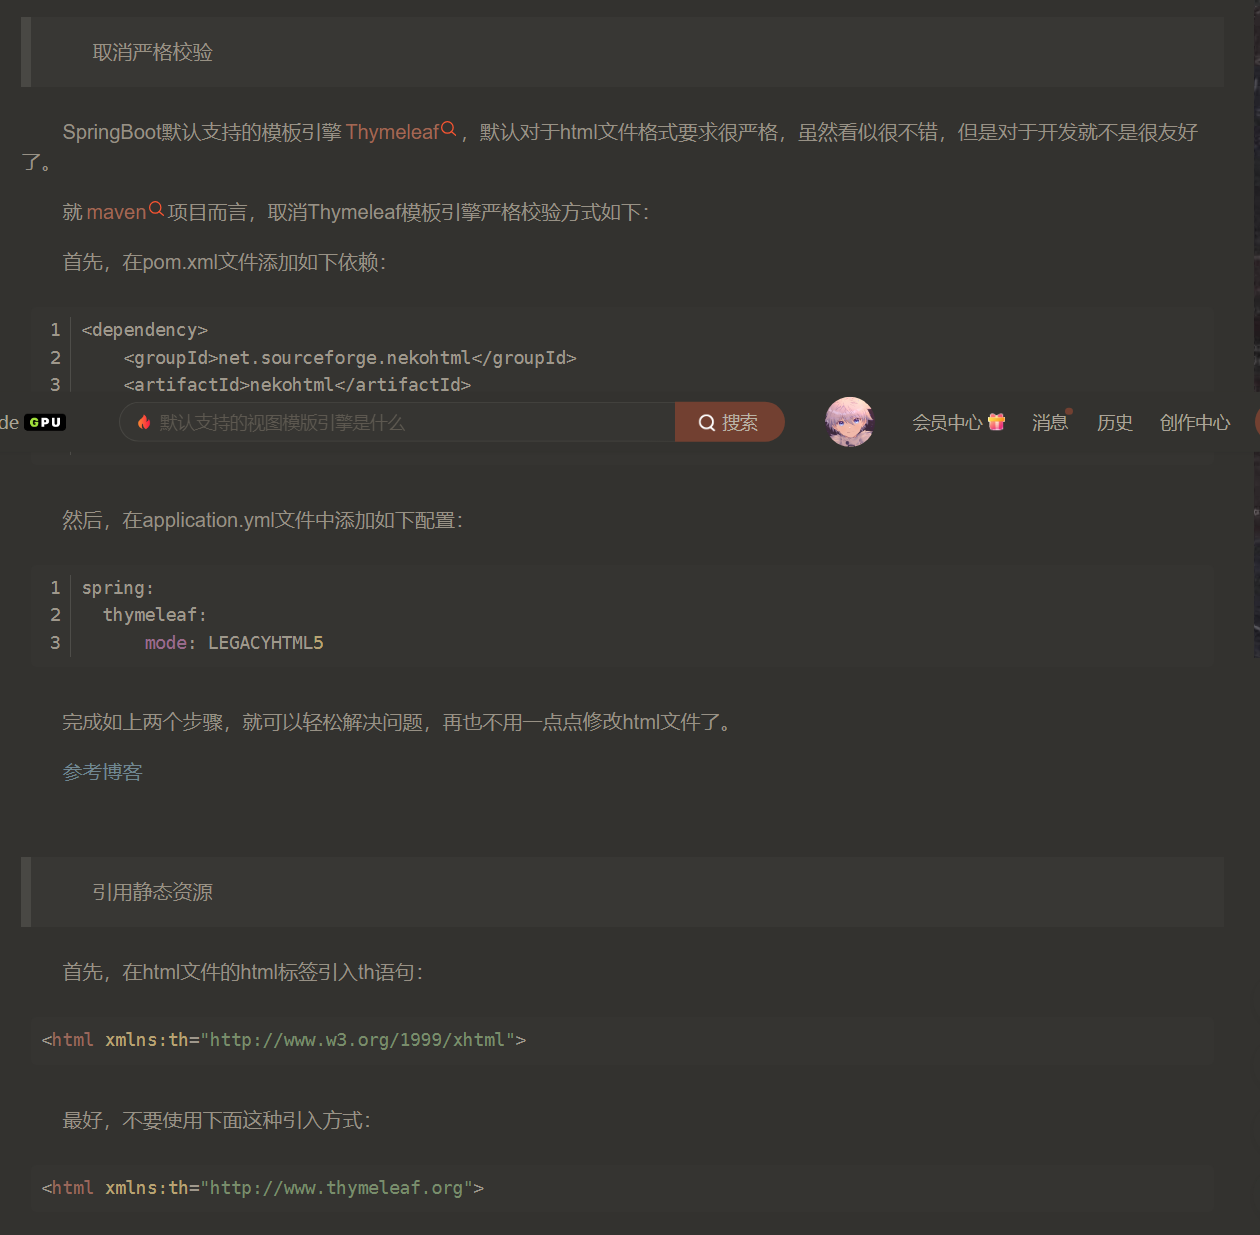 取消严格校验
SpringBoot默认支持的模板引擎Thymeleaf，默认对于html文件格式要求很严格，虽然看似很不错，但是对于开发就不是很友好
了。
就maven项目而言，取消Thymeleaf模板引擎严格校验方式如下：
首先，在pom.xml文件添加如下依赖：
1 <dependency>
2     <groupId>net.sourceforge.nekohtml</groupId>
3     <artifactId>nekohtml</artifactId>
de GPU 默认支持的视图模版引擎是什么 搜索 会员中心 消息 历史 创作中心
然后，在application.yml文件中添加如下配置：
1 spring:
2   thymeleaf:
3       mode: LEGACYHTML5
完成如上两个步骤，就可以轻松解决问题，再也不用一点点修改html文件了。
参考博客
引用静态资源
首先，在html文件的html标签引入th语句：
<html xmlns:th="http://www.w3.org/1999/xhtml">
最好，不要使用下面这种引入方式：
<html xmlns:th="http://www.thymeleaf.org">